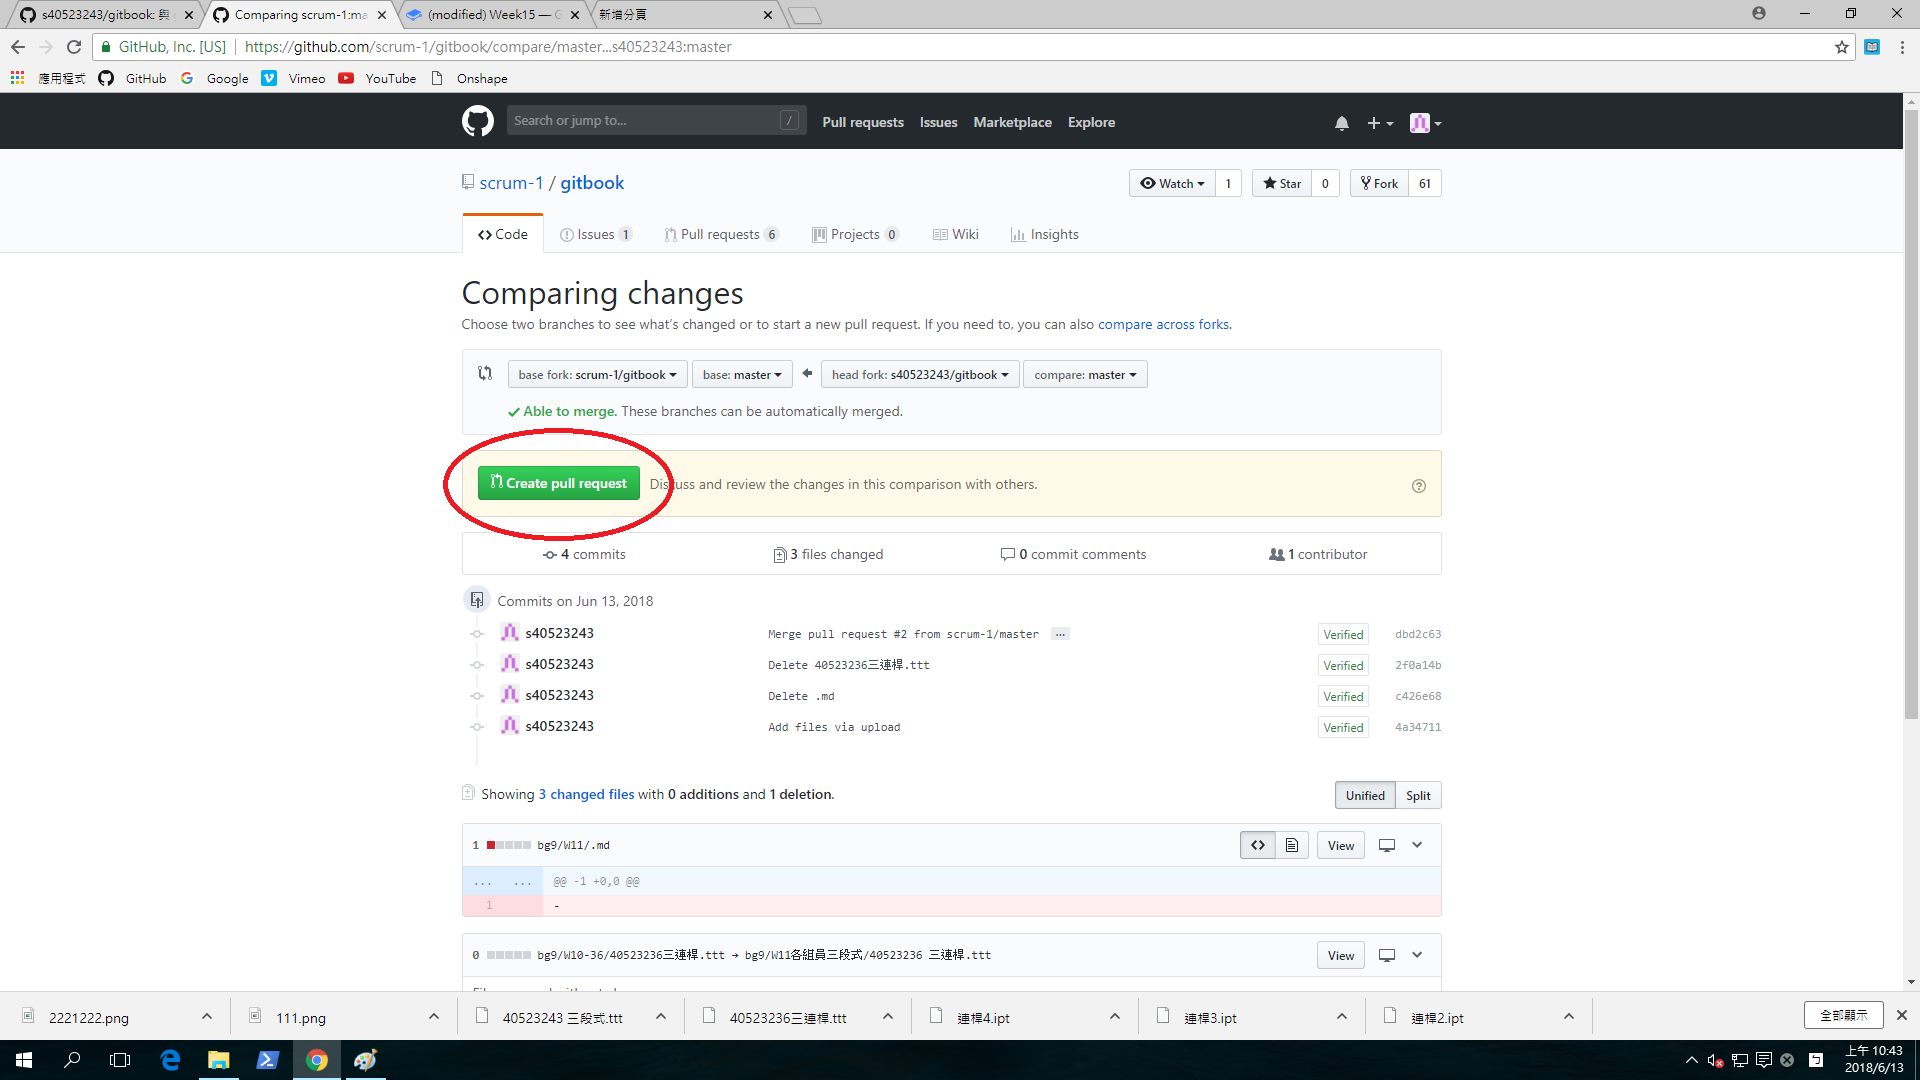 s40523243/gitbook: 與
Comparing scrum-1:ma
(modified) Week15 — G
新增分頁
GitHub, Inc. [US]
https://github.com/scrum-1/gitbook/compare/master...s40523243:master
應用程式 GitHub Google Vimeo YouTube Onshape
Search or jump to... /
Pull requests Issues Marketplace Explore
scrum-1 / gitbook
Watch 1 Star 0 Fork 61
Code Issues 1 Pull requests 6 Projects 0 Wiki Insights
Comparing changes
Choose two branches to see what's changed or to start a new pull request. If you need to, you can also compare across forks.
base fork: scrum-1/gitbook base: master head fork: s40523243/gitbook compare: master
Able to merge. These branches can be automatically merged.
Create pull request Discuss and review the changes in this comparison with others.
4 commits 3 files changed 0 commit comments 1 contributor
Commits on Jun 13, 2018
s40523243 Merge pull request #2 from scrum-1/master … Verified dbd2c63
s40523243 Delete 40523236三連桿.ttt Verified 2f0a14b
s40523243 Delete .md Verified c426e68
s40523243 Add files via upload Verified 4a34711
Showing 3 changed files with 0 additions and 1 deletion.
Unified Split
1 bg9/W11/.md View
... ... @@ -1 +0,0 @@
1 -
0 bg9/W10-36/40523236三連桿.ttt → bg9/W11各組員三段式/40523236 三連桿.ttt View
2221222.png
111.png
40523243 三段式.ttt
40523236三連桿.ttt
連桿4.ipt
連桿3.ipt
連桿2.ipt
全部顯示
上午 10:43
2018/6/13